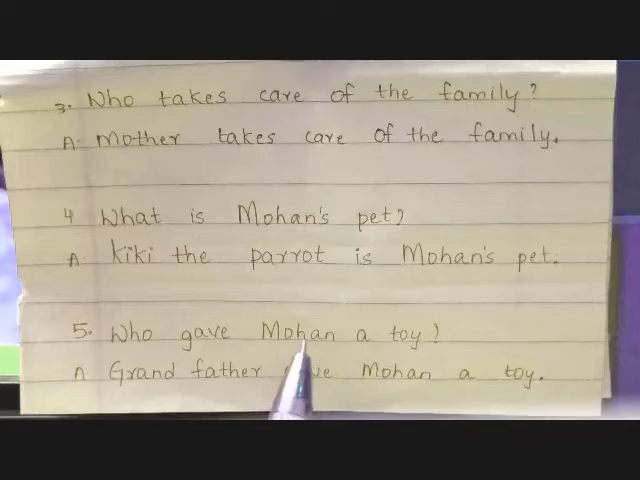 3. Who takes care of the family?
A. Mother takes care of the family.
4 What is Mohan's pet?
A. Kiki the parrot is Mohan's pet.
5. Who gave Mohan a toy?
A Grand father Mohan a toy.